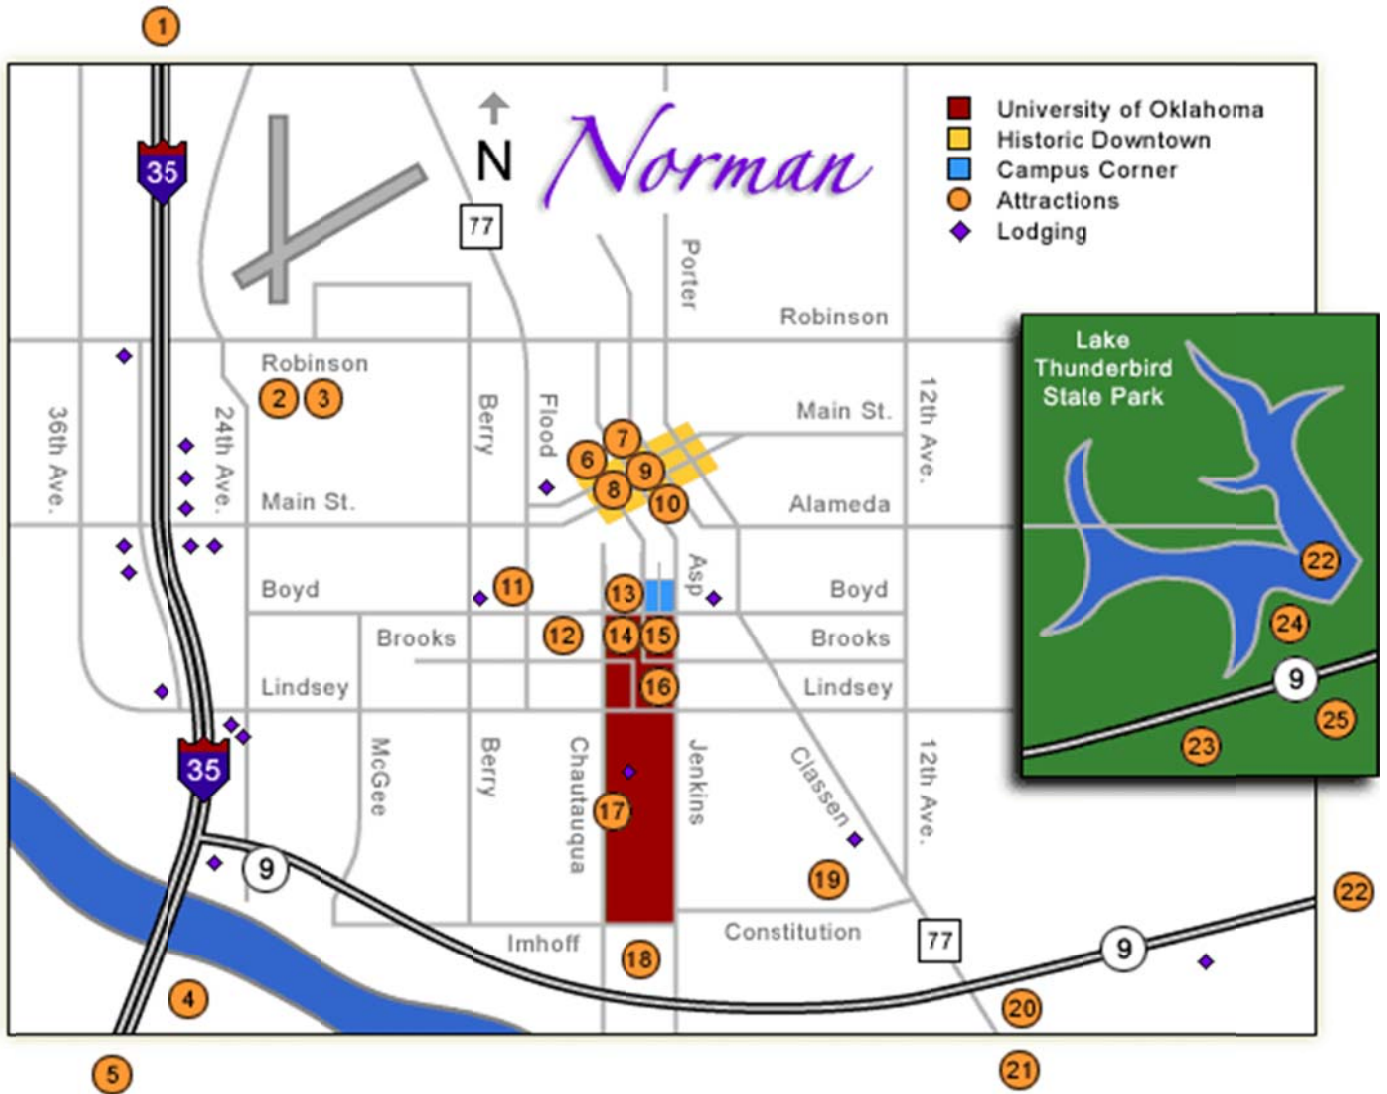 1
University of Oklahoma
Historic Downtown
Campus Corner
Attractions
Lodging
35
N
Norman
77
Porter
Robinson
Robinson
Lake
Thunderbird
State Park
2
3
36th Ave.
24th Ave.
Berry
Flood
Main St.
12th Ave.
7
6
9
8
10
Main St.
Alameda
22
Boyd
11
13
Asp
Boyd
Brooks
12
14
15
Brooks
24
Lindsey
16
Lindsey
9
25
23
35
McGee
Berry
Chautauqua
17
Jenkins
Classen
12th Ave.
9
19
22
Imhoff
Constitution
77
9
18
4
20
5
21